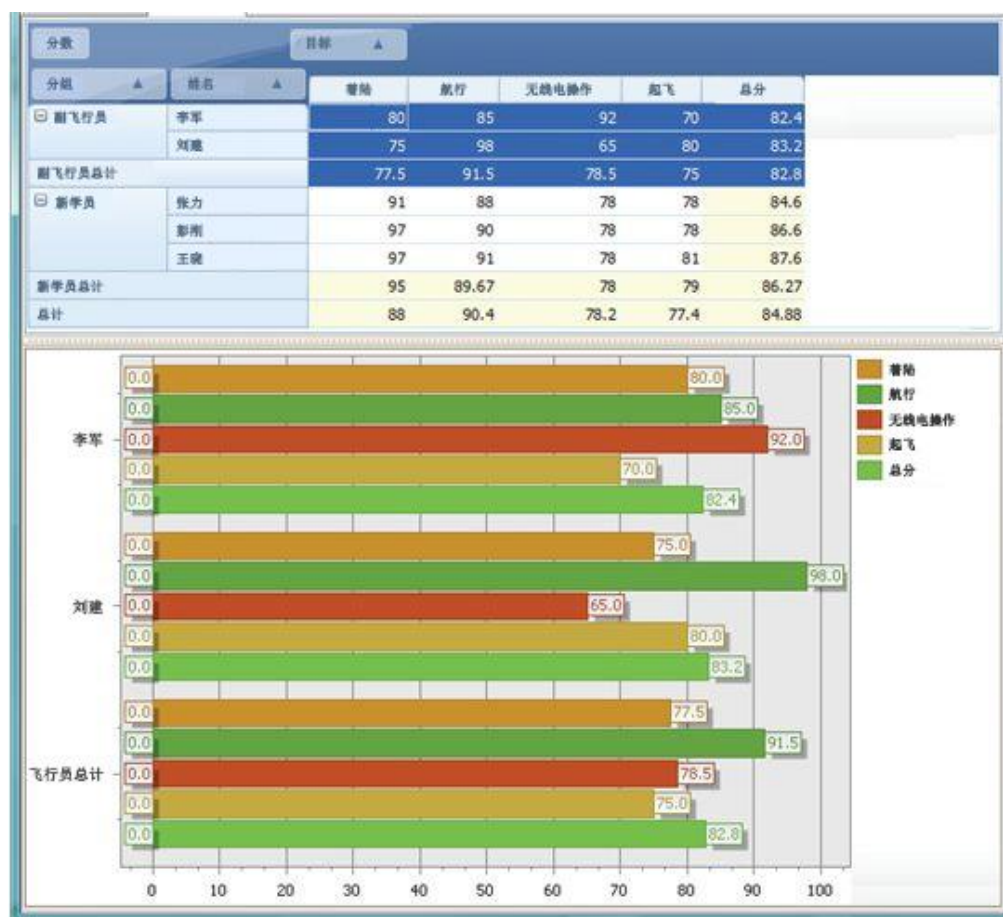 分数 目标
分组 姓名 着陆 航行 无线电操作 起飞 总分
副飞行员 李军 80 85 92 70 82.4
刘建 75 98 65 80 83.2
副飞行员总计 77.5 91.5 78.5 75 82.8
新学员 张力 91 88 78 78 84.6
彭刚 97 90 78 78 86.6
王晓 97 91 78 81 87.6
新学员总计 95 89.67 78 79 86.27
总计 88 90.4 78.2 77.4 84.88
0.0 80.0
0.0 85.0
李军 0.0 92.0
0.0 70.0
0.0 82.4
0.0 75.0
0.0 98.0
刘建 0.0 65.0
0.0 80.0
0.0 83.2
0.0 77.5
0.0 91.5
飞行员总计 0.0 78.5
0.0 75.0
0.0 82.8
0 10 20 30 40 50 60 70 80 90 100
着陆
航行
无线电操作
起飞
总分